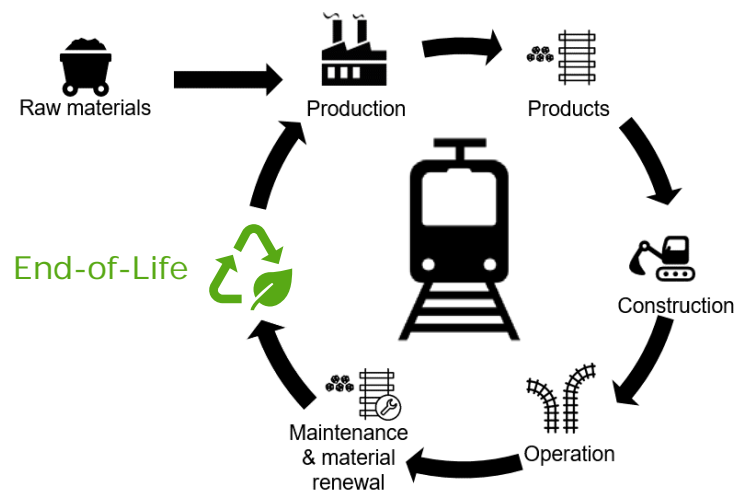 Raw materials
Production
Products
Construction
Operation
Maintenance
& material
renewal
End-of-Life